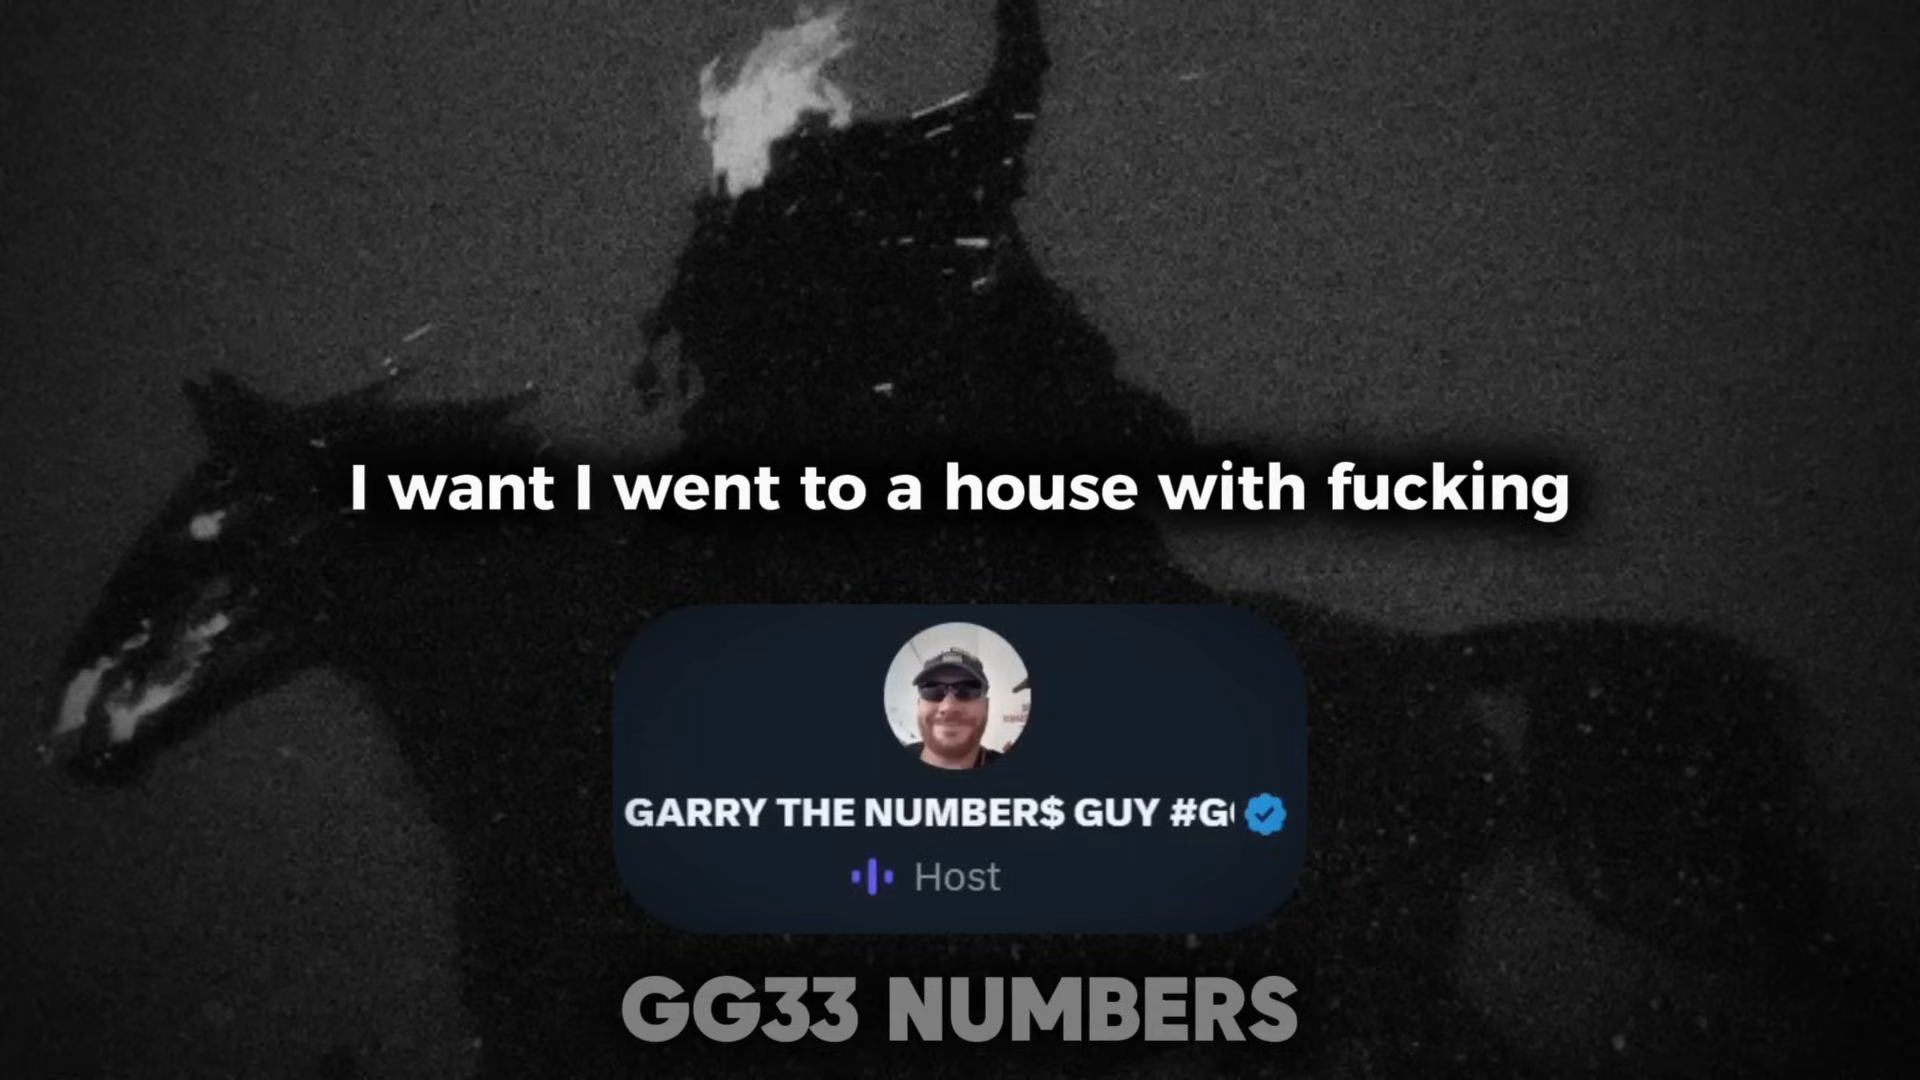 I want I went to a house with fucking
GARRY THE NUMBER$ GUY #G
Host
GG33 NUMBERS